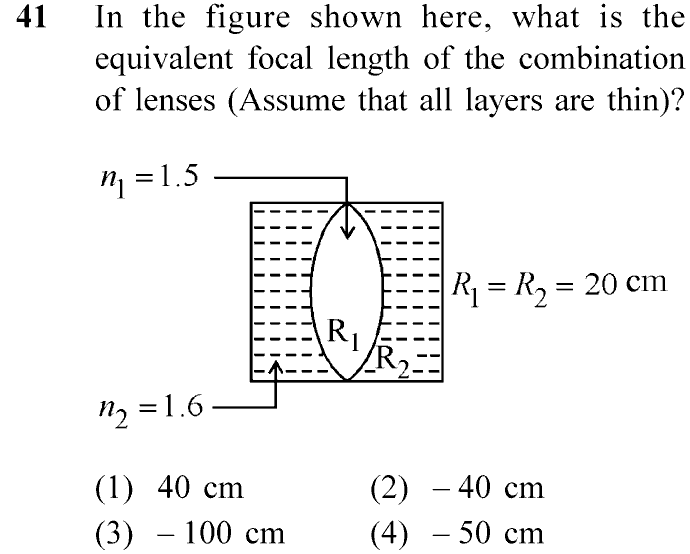 41 In the figure shown here, what is the
equivalent focal length of the combination
of lenses (Assume that all layers are thin)?
n₁ = 1.5
R₁ = R₂ = 20 cm
R₁
R₂
n₂ = 1.6
(1) 40 cm (2) – 40 cm
(3) – 100 cm (4) – 50 cm